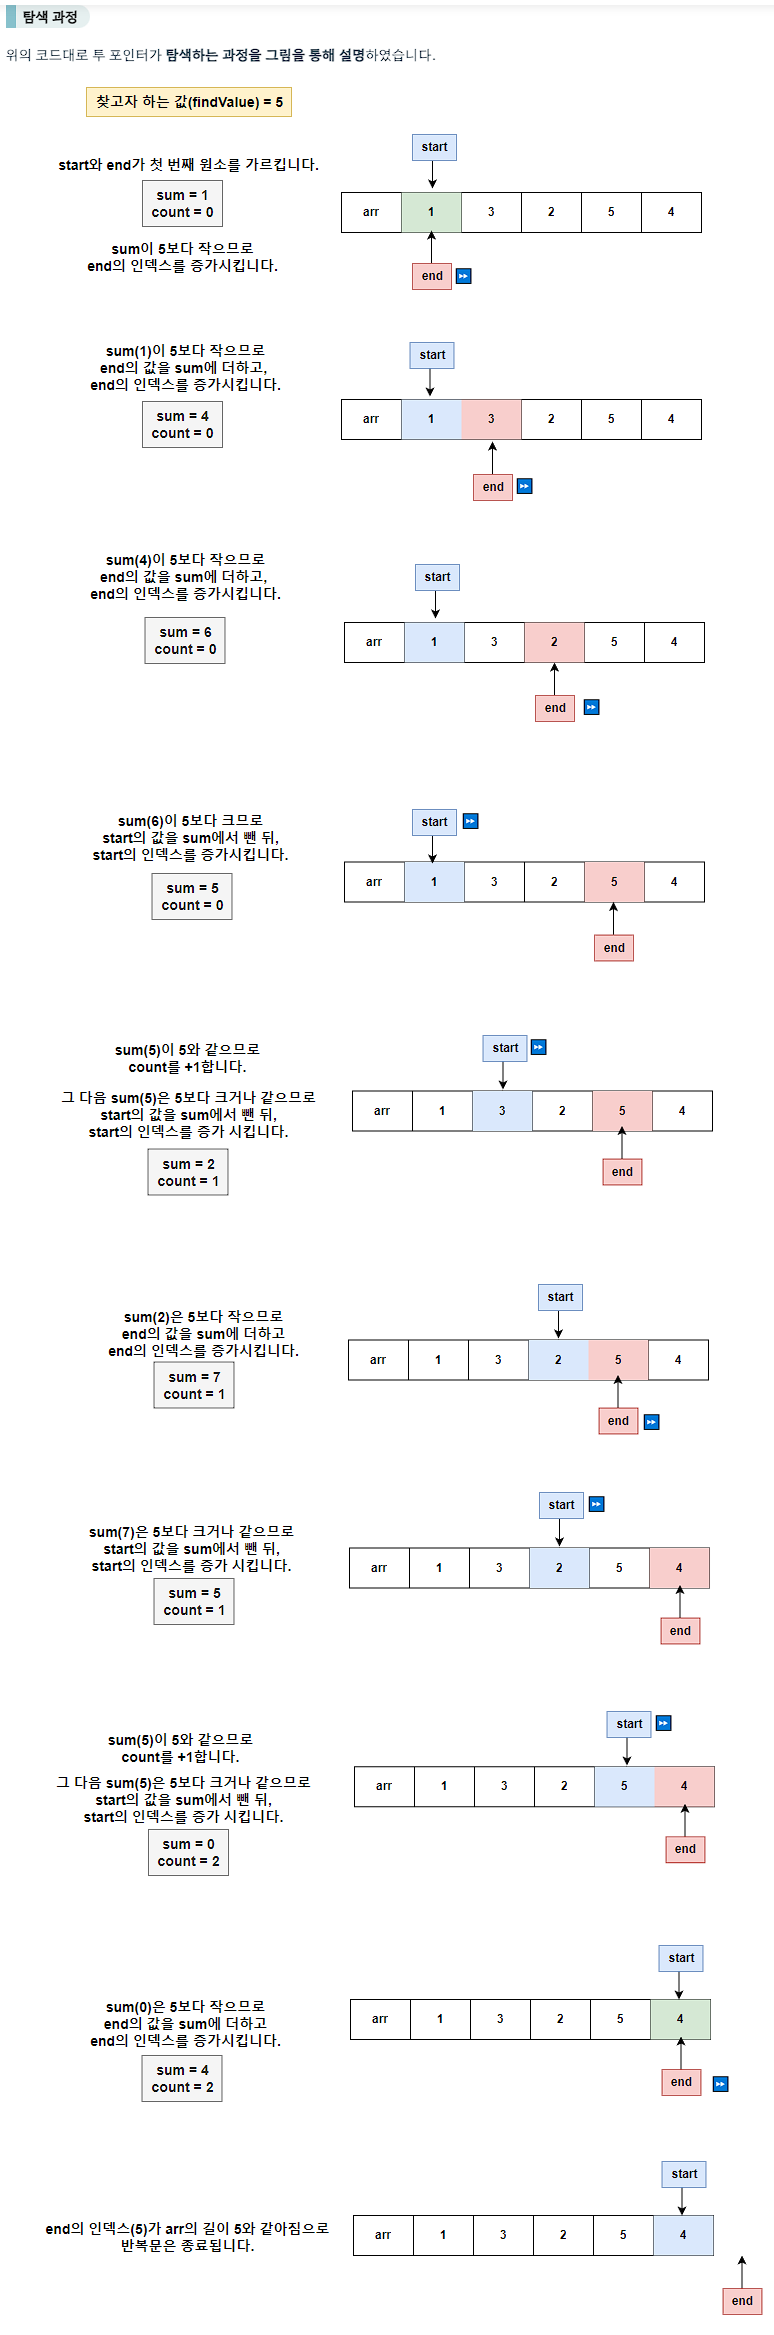 탐색 과정
위의 코드대로 투 포인터가 탐색하는 과정을 그림을 통해 설명하였습니다.
찾고자 하는 값(findValue) = 5
start와 end가 첫 번째 원소를 가르킵니다.
sum = 1
count = 0
sum이 5보다 작으므로
end의 인덱스를 증가시킵니다.
start
arr 1 3 2 5 4
end
sum(1)이 5보다 작으므로
end의 값을 sum에 더하고,
end의 인덱스를 증가시킵니다.
sum = 4
count = 0
start
arr 1 3 2 5 4
end
sum(4)이 5보다 작으므로
end의 값을 sum에 더하고,
end의 인덱스를 증가시킵니다.
sum = 6
count = 0
start
arr 1 3 2 5 4
end
sum(6)이 5보다 크므로
start의 값을 sum에서 뺀 뒤,
start의 인덱스를 증가시킵니다.
sum = 5
count = 0
start
arr 1 3 2 5 4
end
sum(5)이 5와 같으므로
count를 +1합니다.
그 다음 sum(5)은 5보다 크거나 같으므로
start의 값을 sum에서 뺀 뒤,
start의 인덱스를 증가 시킵니다.
sum = 2
count = 1
start
arr 1 3 2 5 4
end
sum(2)은 5보다 작으므로
end의 값을 sum에 더하고
end의 인덱스를 증가시킵니다.
sum = 7
count = 1
start
arr 1 3 2 5 4
end
sum(7)은 5보다 크거나 같으므로
start의 값을 sum에서 뺀 뒤,
start의 인덱스를 증가 시킵니다.
sum = 5
count = 1
start
arr 1 3 2 5 4
end
sum(5)이 5와 같으므로
count를 +1합니다.
그 다음 sum(5)은 5보다 크거나 같으므로
start의 값을 sum에서 뺀 뒤,
start의 인덱스를 증가 시킵니다.
sum = 0
count = 2
start
arr 1 3 2 5 4
end
sum(0)은 5보다 작으므로
end의 값을 sum에 더하고
end의 인덱스를 증가시킵니다.
sum = 4
count = 2
start
arr 1 3 2 5 4
end
end의 인덱스(5)가 arr의 길이 5와 같아짐으로
반복문은 종료됩니다.
start
arr 1 3 2 5 4
end